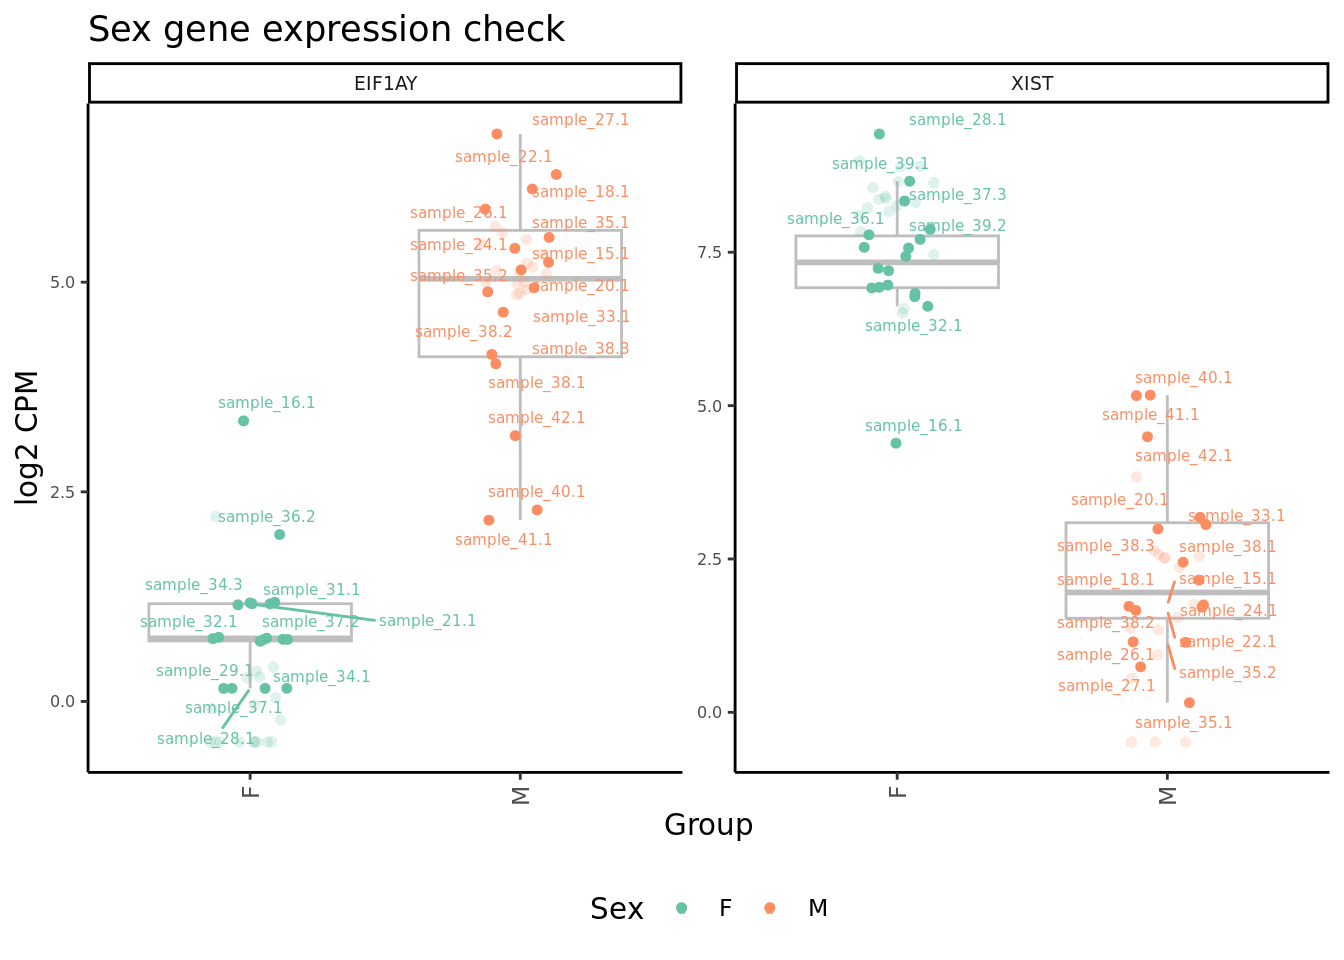 Sex gene expression check
EIF1AY
XIST
log2 CPM
5.0
2.5
0.0
sample_27.1
sample_22.1
sample_18.1
sample_26.1
sample_35.1
sample_24.1
sample_15.1
sample_35.2
sample_20.1
sample_33.1
sample_38.2
sample_38.3
sample_38.1
sample_42.1
sample_40.1
sample_41.1
sample_16.1
sample_36.2
sample_34.3
sample_31.1
sample_32.1
sample_37.2
sample_21.1
sample_29.1
sample_34.1
sample_37.1
sample_28.1
F
M
7.5
5.0
2.5
0.0
sample_28.1
sample_39.1
sample_37.3
sample_36.1
sample_39.2
sample_32.1
sample_16.1
sample_40.1
sample_41.1
sample_42.1
sample_20.1
sample_33.1
sample_38.3
sample_38.1
sample_18.1
sample_15.1
sample_24.1
sample_38.2
sample_22.1
sample_26.1
sample_35.2
sample_27.1
sample_35.1
F
M
Group
Sex F M